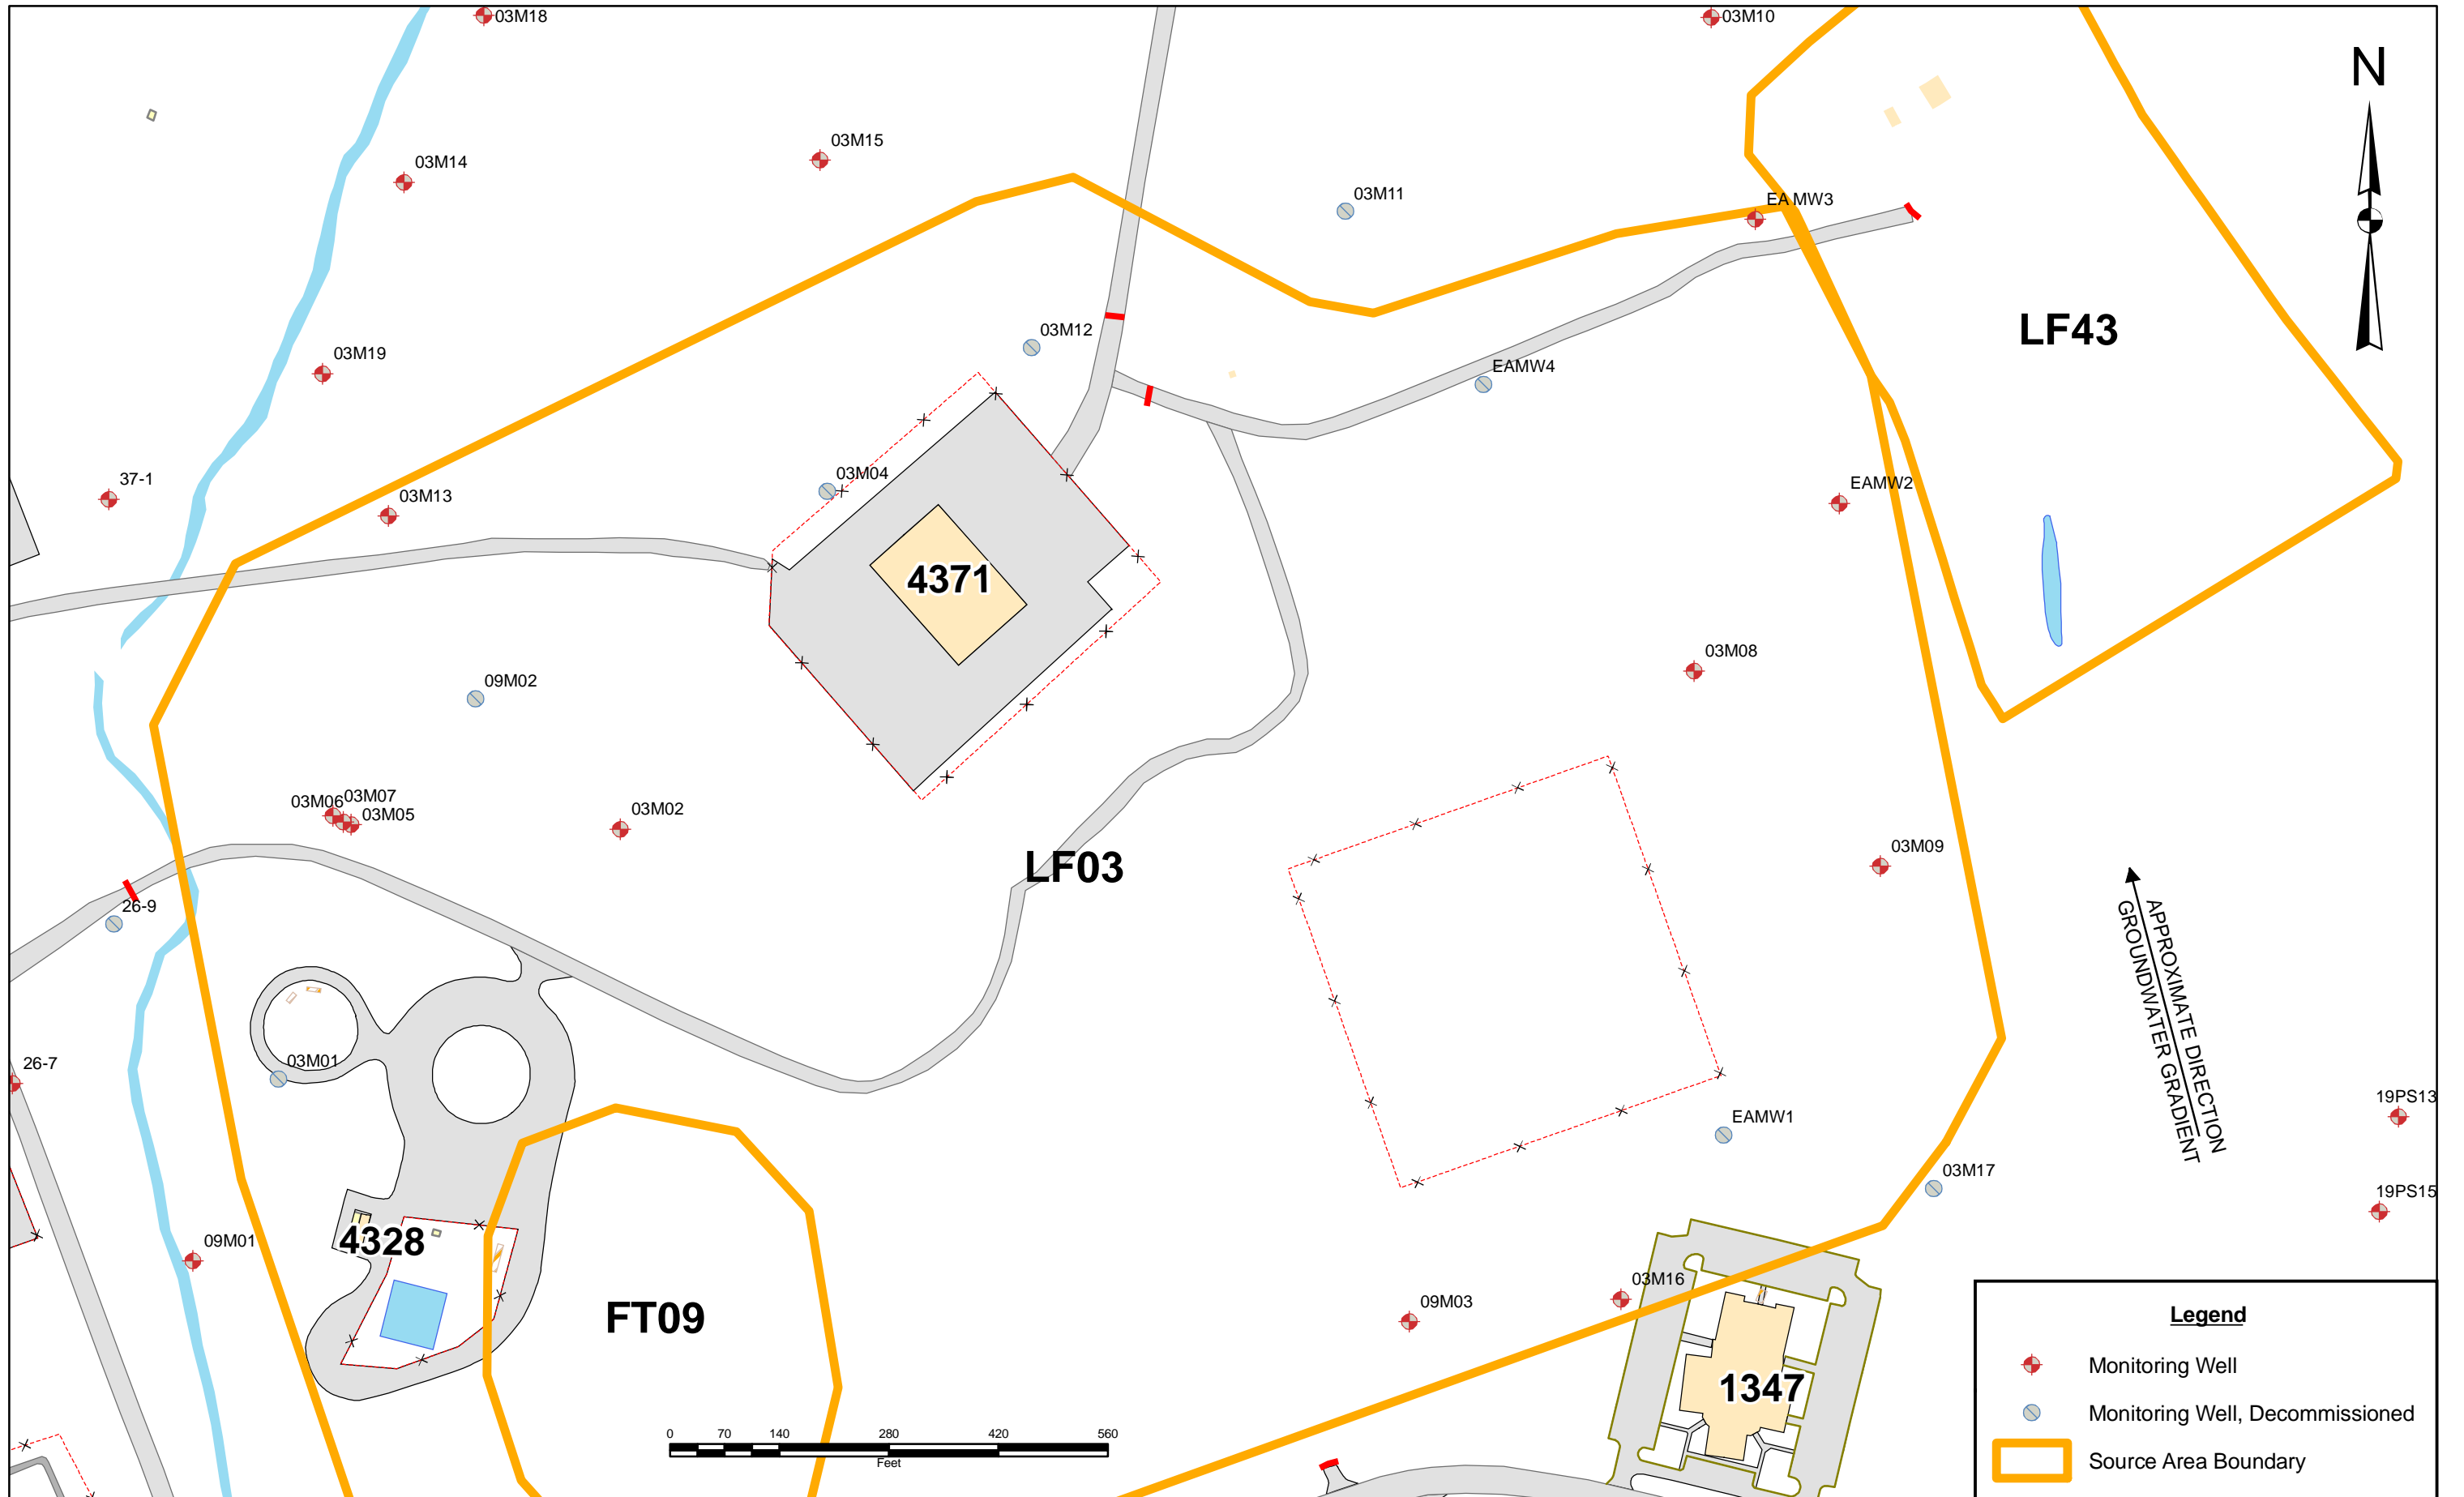 03M18
03M10
N
03M15
03M14
03M11
EA MW3
LF43
03M12
03M19
EAMW4
03M04
37-1
03M13
EAMW2
4371
03M08
09M02
03M06
03M07
03M05
03M02
LF03
03M09
26-9
APPROXIMATE DIRECTION
GROUNDWATER GRADIENT
03M01
26-7
19PS13
EAMW1
03M17
19PS15
4328
09M01
03M16
09M03
FT09
1347
0 70 140 280 420 560
Feet
Legend
Monitoring Well
Monitoring Well, Decommissioned
Source Area Boundary